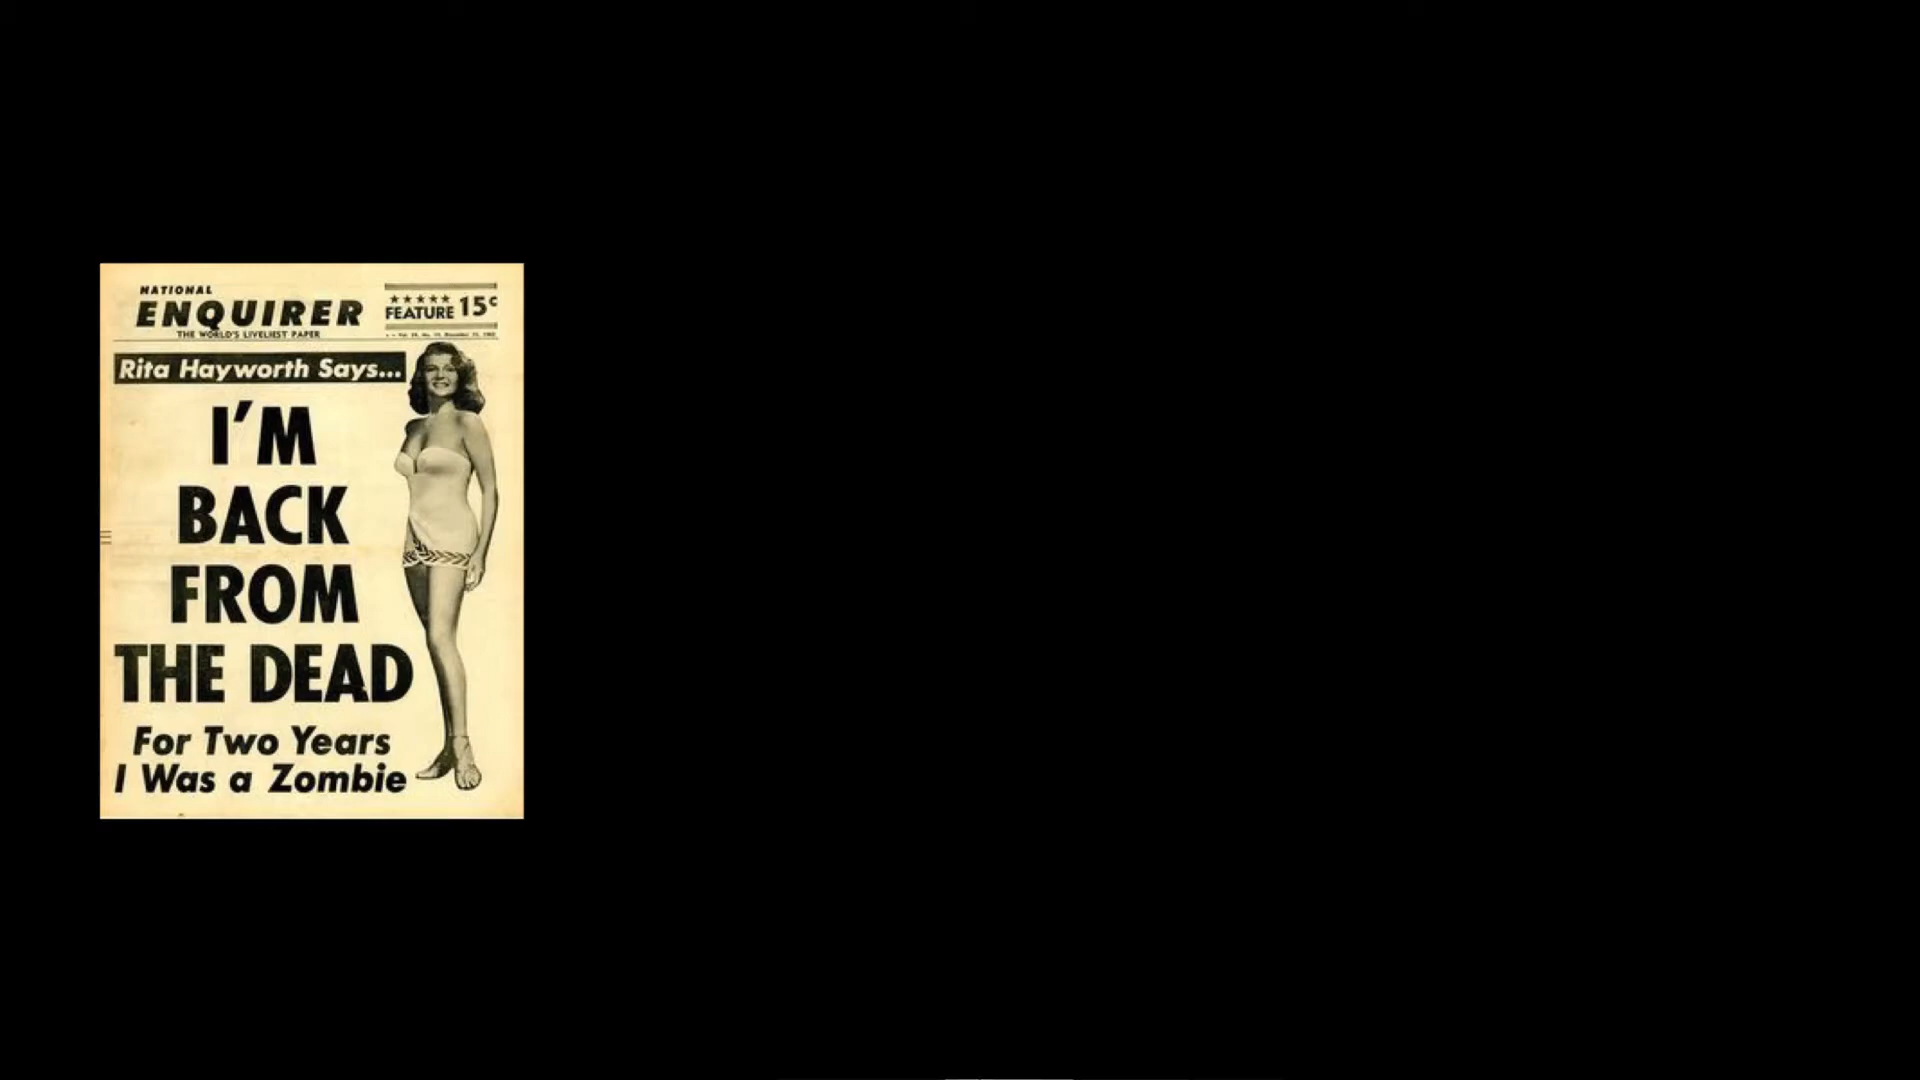 NATIONAL
ENQUIRER
THE WORLD'S LIVELIEST PAPER
★★★★★
FEATURE 15¢
Rita Hayworth Says...
I'M
BACK
FROM
THE DEAD
For Two Years
I Was a Zombie